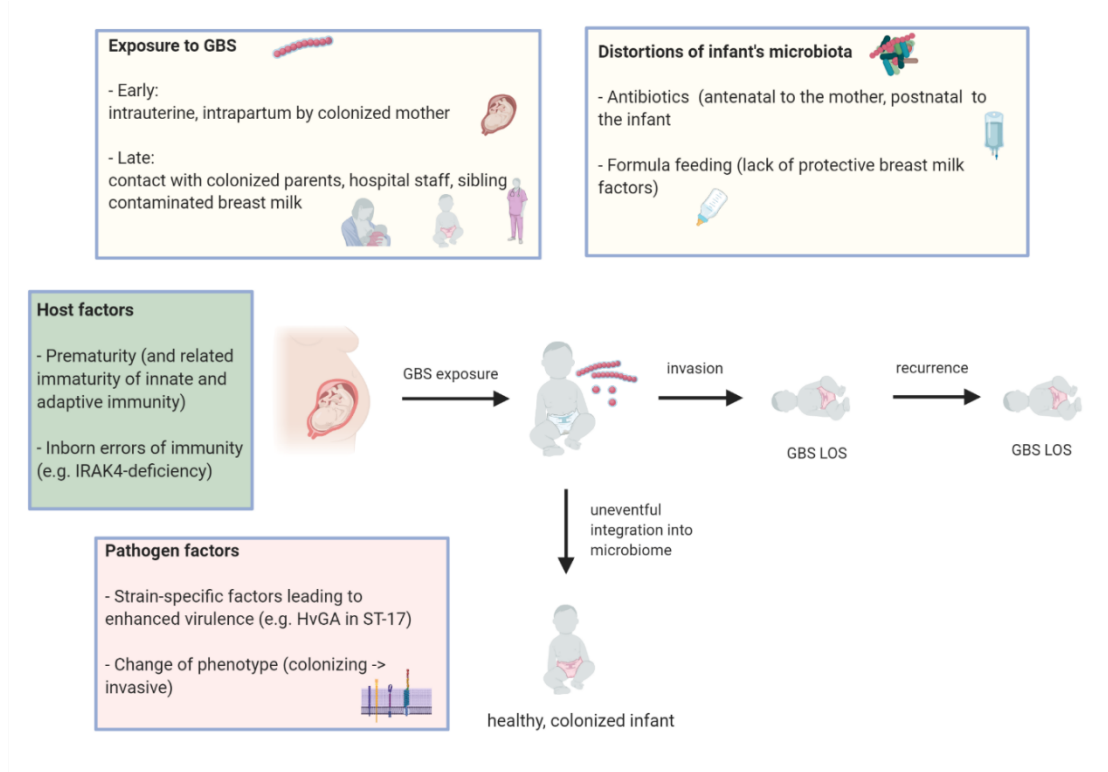 Exposure to GBS
- Early:
intrauterine, intrapartum by colonized mother
- Late:
contact with colonized parents, hospital staff, sibling
contaminated breast milk
Distortions of infant's microbiota
- Antibiotics  (antenatal to the mother, postnatal  to
the infant
- Formula feeding (lack of protective breast milk
factors)
Host factors
- Prematurity (and related
immaturity of innate and
adaptive immunity)
- Inborn errors of immunity
(e.g. IRAK4-deficiency)
GBS exposure
invasion
recurrence
GBS LOS
GBS LOS
uneventful
integration into
microbiome
Pathogen factors
- Strain-specific factors leading to
enhanced virulence (e.g. HvGA in ST-17)
- Change of phenotype (colonizing ->
invasive)
healthy, colonized infant